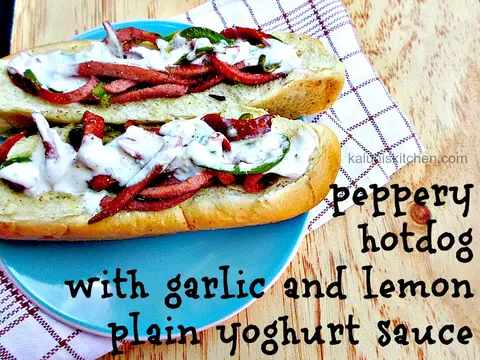 kaluhiskitchen.com
peppery
hotdog
with garlic and lemon
plain yoghurt sauce